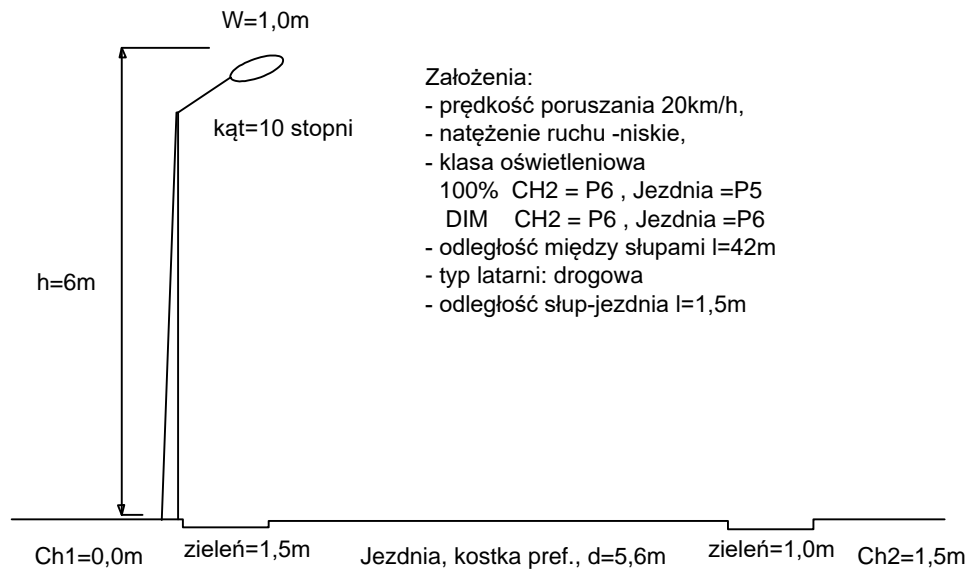 W=1,0m
kąt=10 stopni
h=6m
Założenia:
- prędkość poruszania 20km/h,
- natężenie ruchu -niskie,
- klasa oświetleniowa
100% CH2 = P6 , Jezdnia =P5
DIM CH2 = P6 , Jezdnia =P6
- odległość między słupami l=42m
- typ latarni: drogowa
- odległość słup-jezdnia l=1,5m
Ch1=0,0m
zieleń=1,5m
Jezdnia, kostka pref., d=5,6m
zieleń=1,0m
Ch2=1,5m